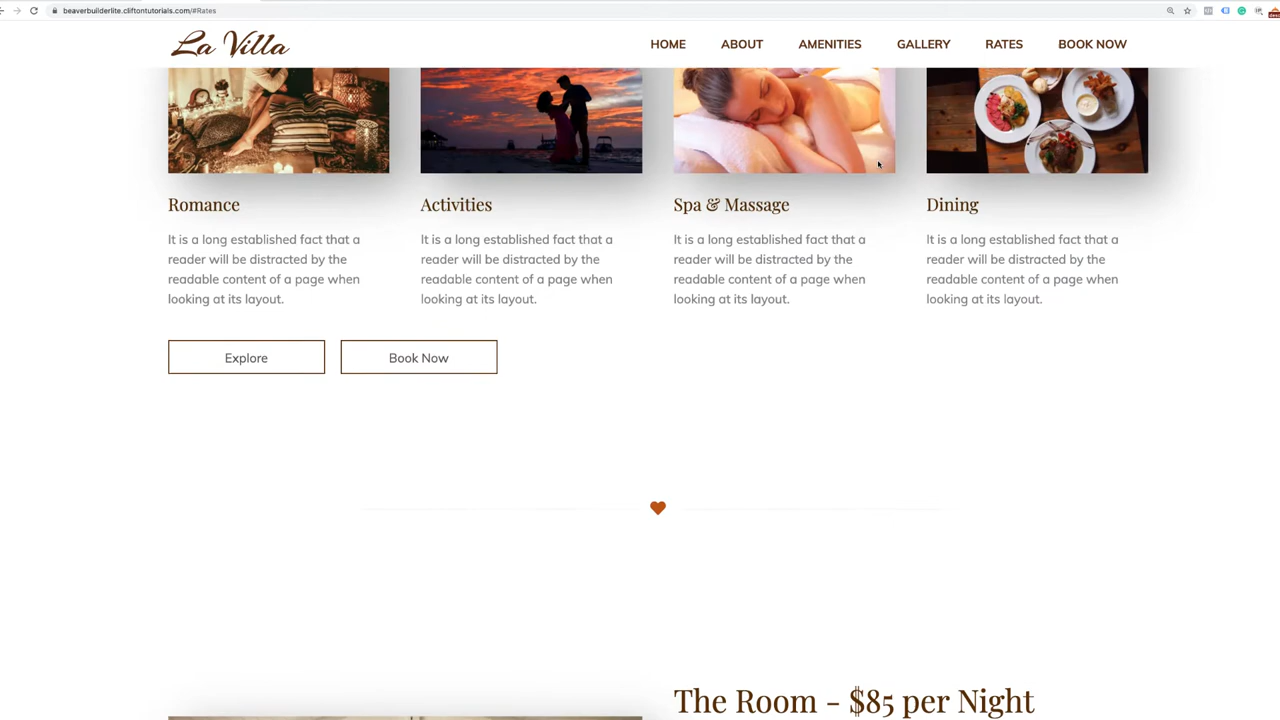 beaverbuilderlite.cliftontutorials.com/#Rates
La Villa
HOME ABOUT AMENITIES GALLERY RATES BOOK NOW
Romance
It is a long established fact that a
reader will be distracted by the
readable content of a page when
looking at its layout.
Activities
It is a long established fact that a
reader will be distracted by the
readable content of a page when
looking at its layout.
Spa & Massage
It is a long established fact that a
reader will be distracted by the
readable content of a page when
looking at its layout.
Dining
It is a long established fact that a
reader will be distracted by the
readable content of a page when
looking at its layout.
Explore
Book Now
The Room - $85 per Night